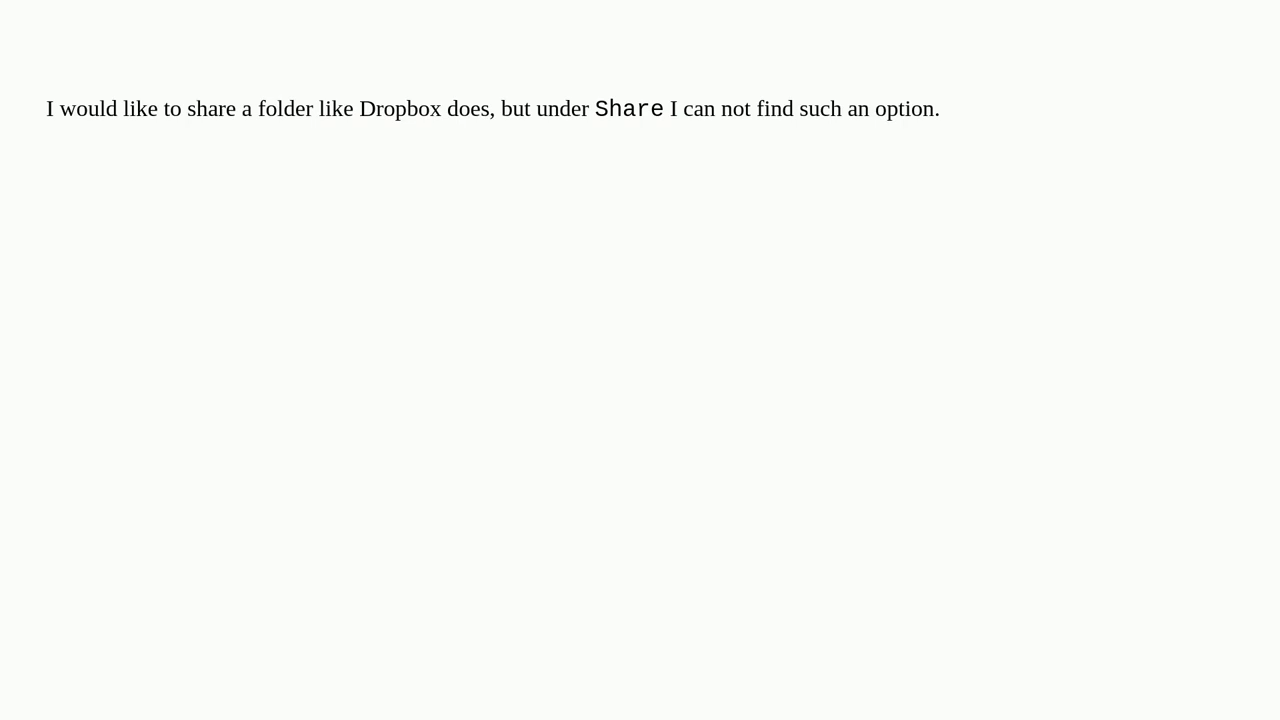 I would like to share a folder like Dropbox does, but under Share I can not find such an option.